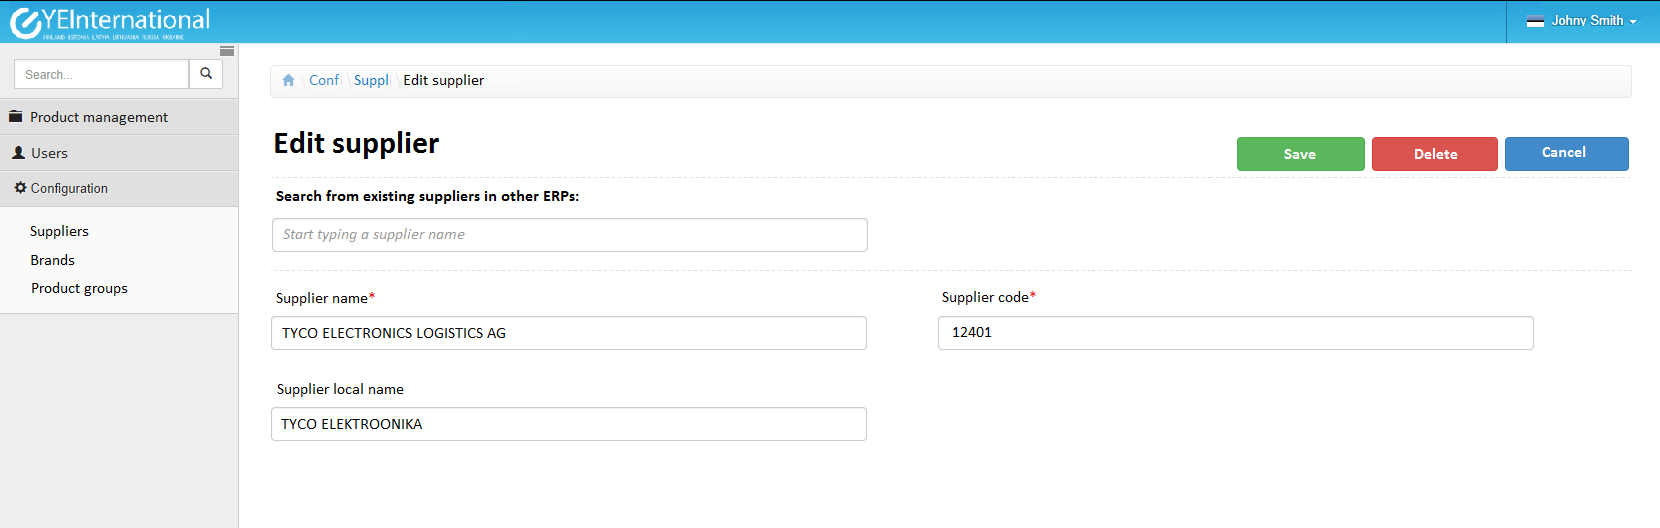 YEInternational
FINLAND ESTONIA LATVIA LITHUANIA RUSSIA UKRAINE
Johny Smith
Search...
Product management
Users
Configuration
Suppliers
Brands
Product groups
Conf Suppl Edit supplier
Edit supplier
Save Delete Cancel
Search from existing suppliers in other ERPs:
Start typing a supplier name
Supplier name* Supplier code*
TYCO ELECTRONICS LOGISTICS AG 12401
Supplier local name
TYCO ELEKTROONIKA